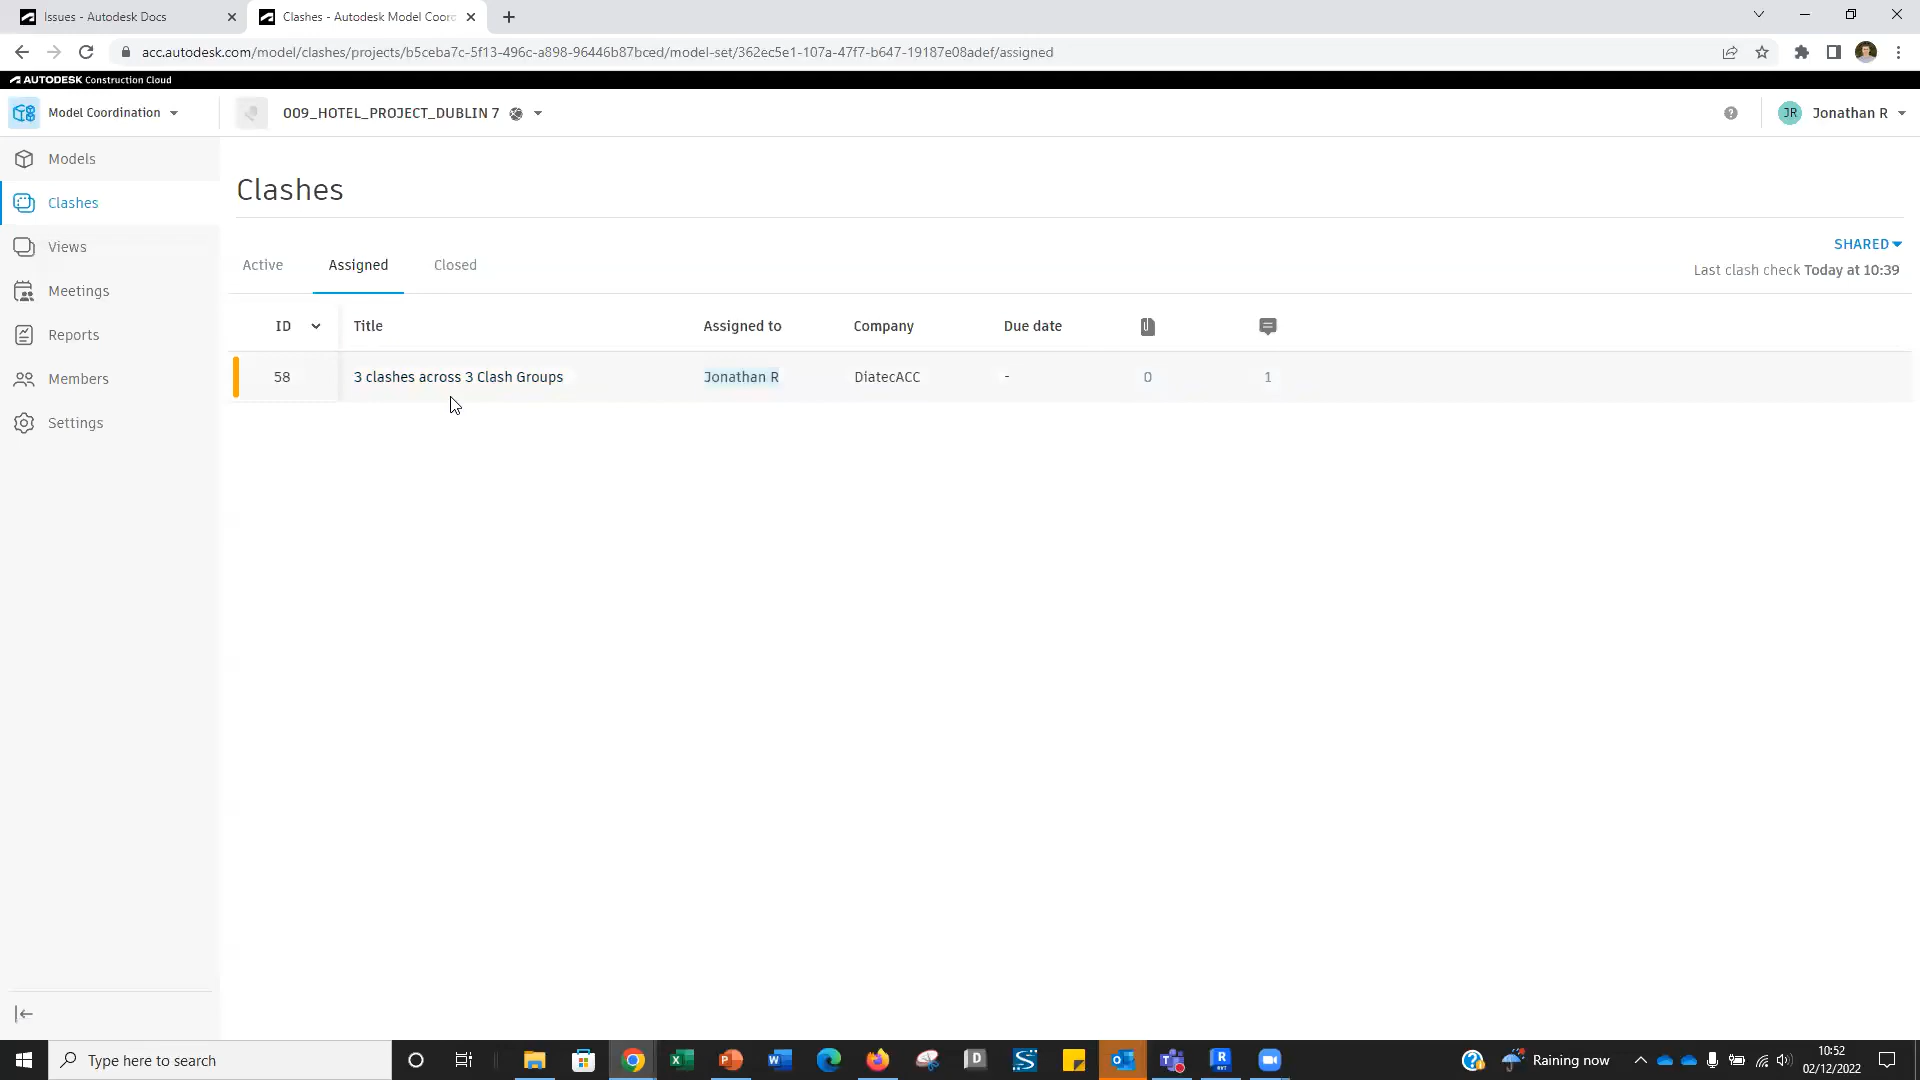 Issues - Autodesk Docs
Clashes - Autodesk Model Coorc
acc.autodesk.com/model/clashes/projects/b5ceba7c-5f13-496c-a898-96446b87bced/model-set/362ec5e1-107a-47f7-b647-19187e08adef/assigned
AUTODESK Construction Cloud
Model Coordination
009_HOTEL_PROJECT_DUBLIN 7
JR Jonathan R
Models
Clashes
Views
Meetings
Reports
Members
Settings
Clashes
SHARED
Active Assigned Closed
Last clash check Today at 10:39
ID Title Assigned to Company Due date
58 3 clashes across 3 Clash Groups Jonathan R DiatecACC - 0 1
Type here to search
Raining now
10:52
02/12/2022